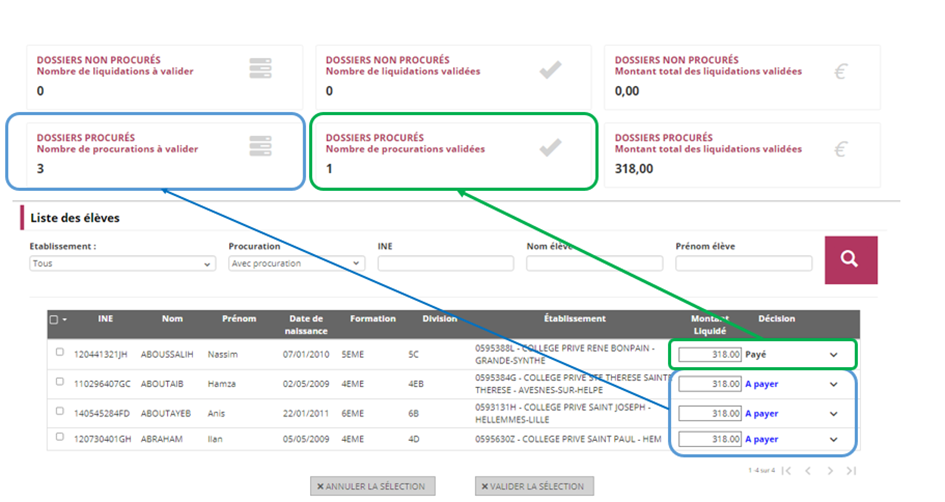 DOSSIERS NON PROCURÉS
Nombre de liquidations à valider
0
DOSSIERS NON PROCURÉS
Nombre de liquidations validées
0
DOSSIERS NON PROCURÉS
Montant total des liquidations validées
0,00
€
DOSSIERS PROCURÉS
Nombre de procurations à valider
3
DOSSIERS PROCURÉS
Nombre de procurations validées
1
DOSSIERS PROCURÉS
Montant total des liquidations validées
318,00
€
Liste des élèves
Etablissement : Procuration INE Nom élève Prénom élève
Tous Avec procuration
INE Nom Prénom Date de naissance Formation Division Établissement Montant Liquidé Décision
120441321JH ABOUSSALIH Nassim 07/01/2010 5EME 5C 0595388L - COLLEGE PRIVE RENE BONPAIN - GRANDE-SYNTHE 318.00 Payé
110296407GC ABOUTAIB Hamza 02/05/2009 4EME 4EB 0595384G - COLLEGE PRIVE STE THERESE SAINTE THERESE - AVESNES-SUR-HELPE 318.00 A payer
140545284FD ABOUTAYEB Anis 22/01/2011 6EME 6B 0593131H - COLLEGE PRIVE SAINT JOSEPH - HELLEMMES-LILLE 318.00 A payer
120730401GH ABRAHAM Ilan 05/05/2009 4EME 4D 0595630Z - COLLEGE PRIVE SAINT PAUL - HEM 318.00 A payer
1-4 sur 4
ANNULER LA SÉLECTION VALIDER LA SÉLECTION